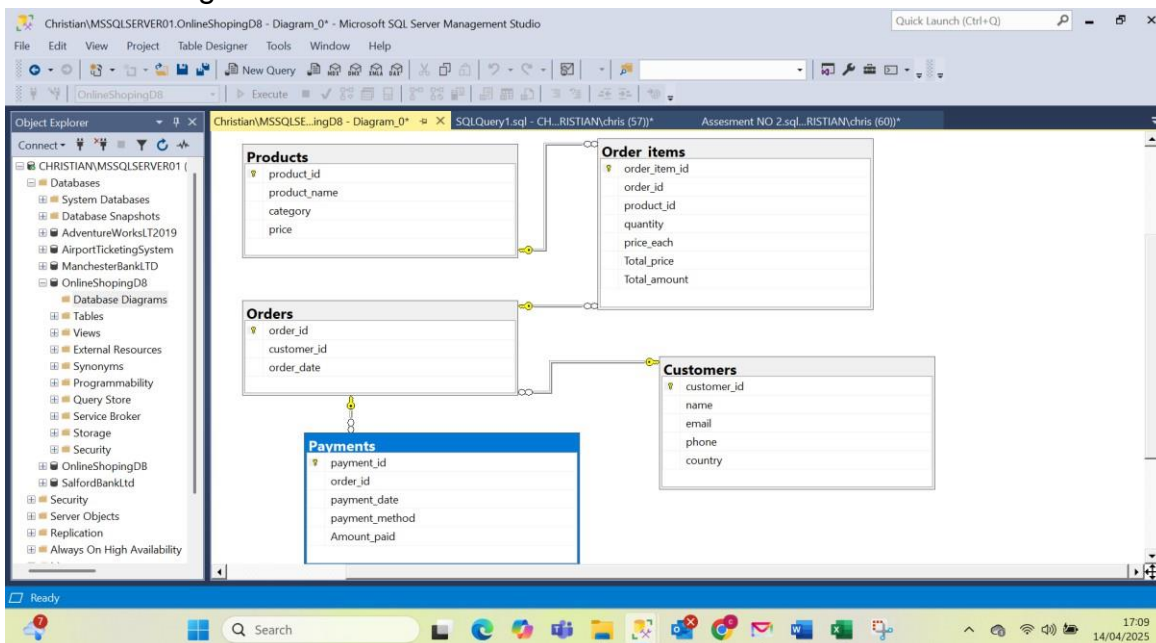 Christian\MSSQLSERVER01.OnlineShopingD8 - Diagram_0* - Microsoft SQL Server Management Studio
Quick Launch (Ctrl+Q)
File Edit View Project Table Designer Tools Window Help
New Query
OnlineShopingD8
Execute
Object Explorer
Christian\MSSQLSE...ingD8 - Diagram_0*
SQLQuery1.sql - CH...RISTIAN\chris (57))*
Assesment NO 2.sql...RISTIAN\chris (60))*
Connect
CHRISTIAN\MSSQLSERVER01 (
Databases
System Databases
Database Snapshots
AdventureWorksLT2019
AirportTicketingSystem
ManchesterBankLTD
OnlineShopingD8
Database Diagrams
Tables
Views
External Resources
Synonyms
Programmability
Query Store
Service Broker
Storage
Security
OnlineShopingDB
SalfordBankLtd
Security
Server Objects
Replication
Always On High Availability
Products
product_id
product_name
category
price
Order items
order_item_id
order_id
product_id
quantity
price_each
Total_price
Total_amount
Orders
order_id
customer_id
order_date
Customers
customer_id
name
email
phone
country
Payments
payment_id
order_id
payment_date
payment_method
Amount_paid
Ready
Search
17:09
14/04/2025